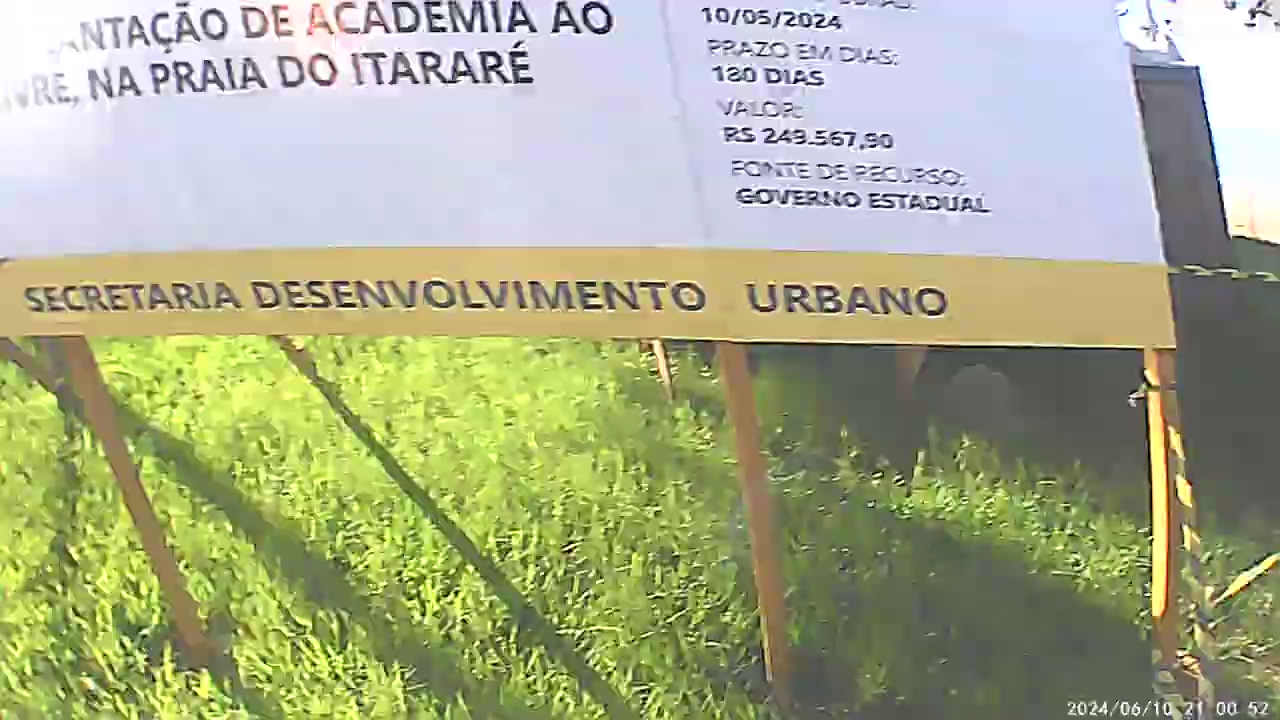 ANTAÇÃO DE ACADEMIA AO
IVRE, NA PRAIA DO ITARARÉ
10/05/2024
PRAZO EM DIAS:
180 DIAS
VALOR:
R$ 249.567,90
FONTE DE RECURSO:
GOVERNO ESTADUAL
SECRETARIA DESENVOLVIMENTO URBANO
2024/06/10 21 00 52